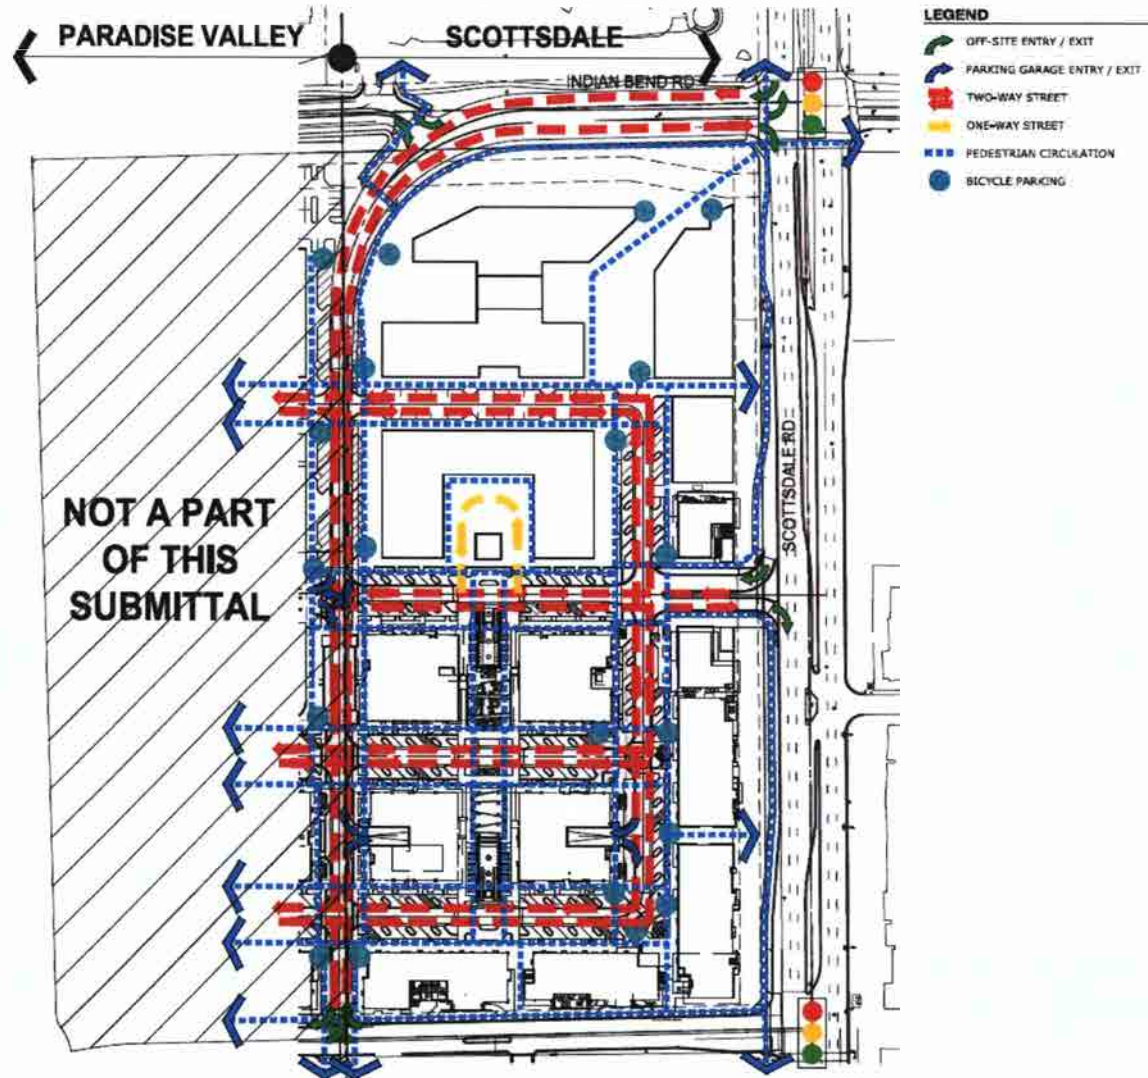 PARADISE VALLEY
SCOTTSDALE
INDIAN BEND RD
LEGEND
OFF-SITE ENTRY / EXIT
PARKING GARAGE ENTRY / EXIT
TWO-WAY STREET
ONE-WAY STREET
PEDESTRIAN CIRCULATION
BICYCLE PARKING
SCOTTSDALE RD
NOT A PART
OF THIS
SUBMITTAL